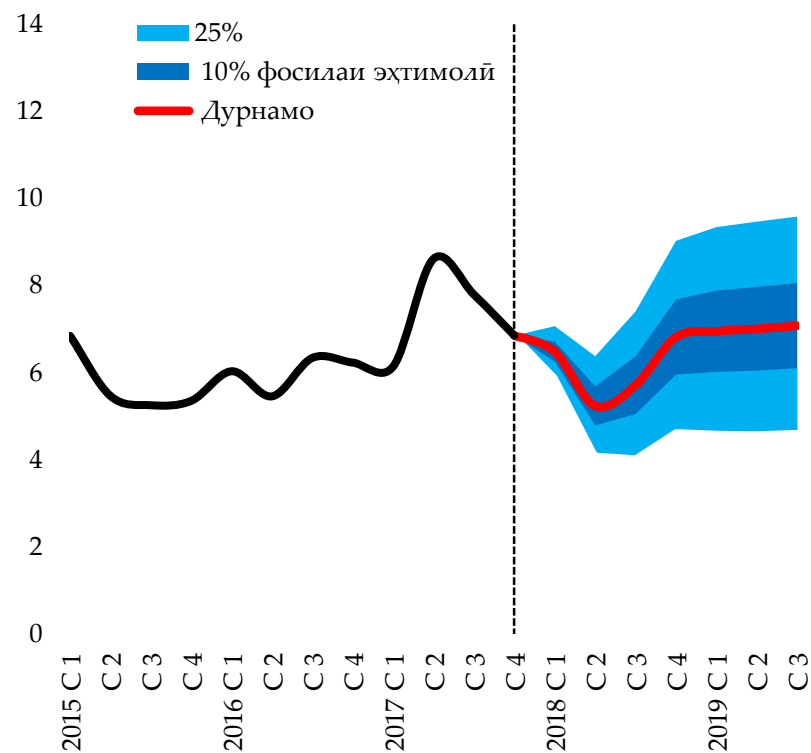 14
12
10
8
6
4
2
0
25%
10% фосилаи эҳтимолӣ
Дурнамо
2015 С 1
С 2
С 3
С 4
2016 С 1
С 2
С 3
С 4
2017 С 1
С 2
С 3
С 4
2018 С 1
С 2
С 3
С 4
2019 С 1
С 2
С 3